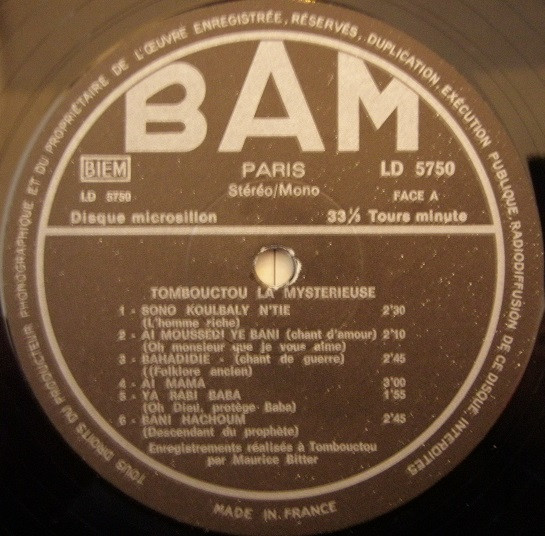 TOUS DROITS DU PRODUCTEUR PHONOGRAPHIQUE ET DU PROPRIÉTAIRE DE L'ŒUVRE ENREGISTRÉE, RÉSERVÉS, DUPLICATION, EXÉCUTION PUBLIQUE, RADIODIFFUSION DE CE DISQUE INTERDITES
BAM
BIEM PARIS LD 5750
LD 5750 Stéréo/Mono FACE A
Disque microsillon 33⅓ Tours minute
TOMBOUCTOU LA MYSTERIEUSE
1 - SONO KOULBALY N'TIE 2'30
(L'homme riche)
2 - AI MOUSSEDI YE BANI (chant d'amour) 2'10
(Oh monsieur que je vous aime)
3 - BAHADIDIE - (chant de guerre) 2'45
((Folklore ancien)
4 - AI MAMA 3'00
5 - YA RABI BABA 1'55
(Oh Dieu, protège Baba)
6 - BANI HACHOUM 2'45
(Descendant du prophète)
Enregistrements réalisés à Tombouctou
par Maurice Bitter
MADE IN FRANCE